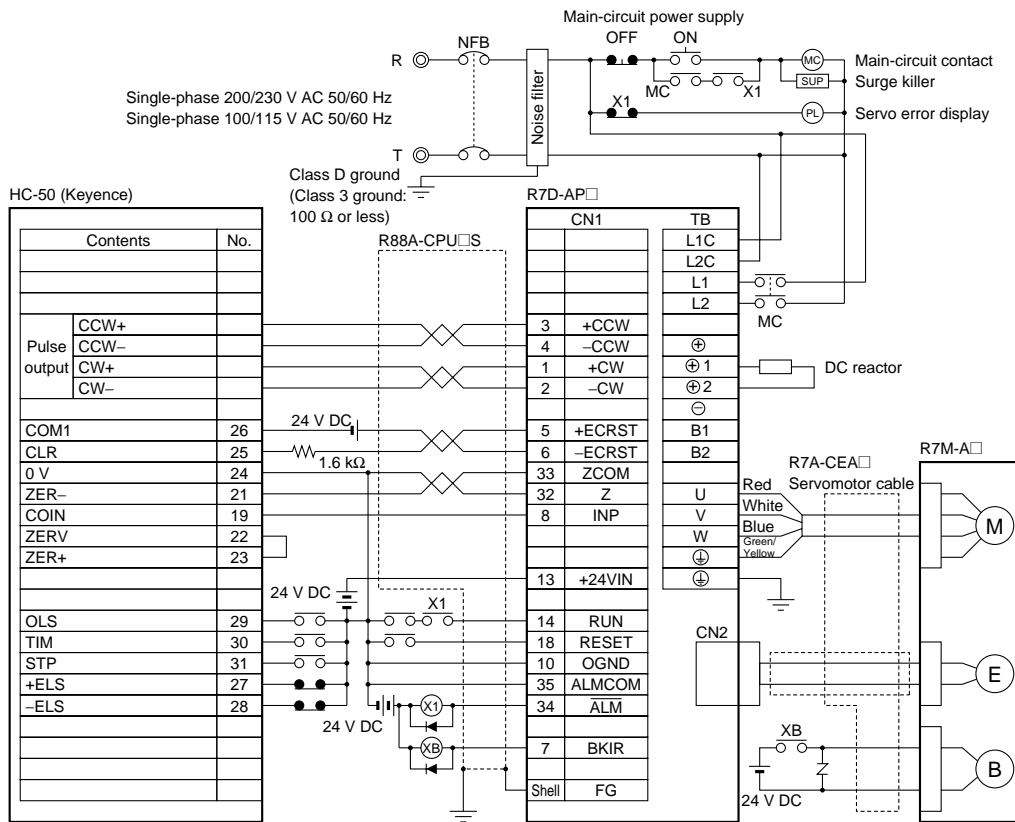 Main-circuit power supply
OFF ON
NFB
R
MC Main-circuit contact
SUP Surge killer
MC X1
Single-phase 200/230 V AC 50/60 Hz
Single-phase 100/115 V AC 50/60 Hz
Noise filter
X1
PL Servo error display
T
Class D ground
(Class 3 ground:
100 Ω or less)
HC-50 (Keyence)
R7D-AP□
CN1 TB
Contents No.
R88A-CPU□S
L1C
L2C
L1
L2
MC
Pulse output
CCW+ 3 +CCW
CCW– 4 –CCW ⊕
CW+ 1 +CW ⊕ 1 DC reactor
CW– 2 –CW ⊕ 2
⊖
COM1 26 24 V DC 5 +ECRST B1
CLR 25 1.6 kΩ 6 –ECRST B2
0 V 24 33 ZCOM
ZER– 21 32 Z U Red
COIN 19 8 INP V White
ZERV 22 W Blue
ZER+ 23 Green/
Yellow
R7A-CEA□
Servomotor cable
R7M-A□
M
24 V DC 13 +24VIN
OLS 29 X1 14 RUN
TIM 30 18 RESET
STP 31 10 OGND
+ELS 27 35 ALMCOM
–ELS 28 24 V DC X1 34 ALM
XB 7 BKIR
Shell FG
CN2
E
XB
24 V DC
B